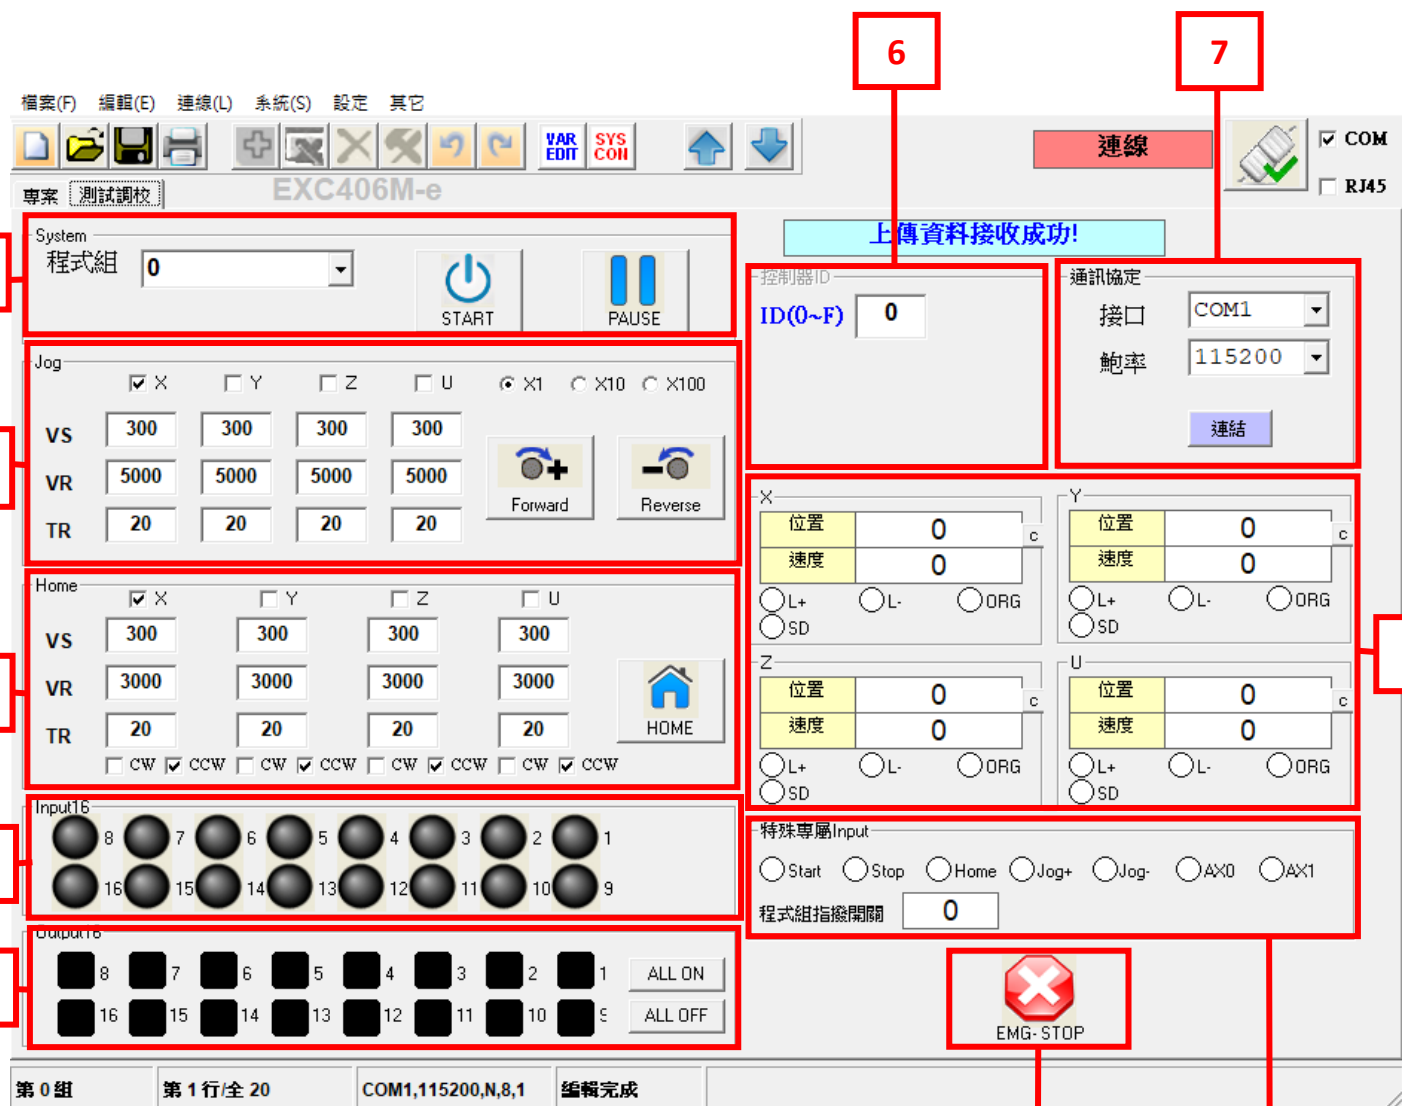 6
7
檔案(F) 編輯(E) 連線(L) 系統(S) 設定 其它
VAR EDIT SYS CON
連線
COM
RJ45
專案 測試調校
EXC406M-e
上傳資料接收成功!
System
程式組 0
START PAUSE
控制器ID
ID(0~F) 0
通訊協定
接口 COM1
鮑率 115200
連結
Jog
X Y Z U X1 X10 X100
VS 300 300 300 300
VR 5000 5000 5000 5000
TR 20 20 20 20
Forward Reverse
Home
X Y Z U
VS 300 300 300 300
VR 3000 3000 3000 3000
TR 20 20 20 20
HOME
CW CCW CW CCW CW CCW CW CCW
X
位置 0 c
速度 0
L+ L- ORG
SD
Y
位置 0 c
速度 0
L+ L- ORG
SD
Z
位置 0 c
速度 0
L+ L- ORG
SD
U
位置 0 c
速度 0
L+ L- ORG
SD
Input16
8 7 6 5 4 3 2 1
16 15 14 13 12 11 10 9
特殊專屬Input
Start Stop Home Jog+ Jog- AX0 AX1
程式組指撥開關 0
Output16
8 7 6 5 4 3 2 1 ALL ON
16 15 14 13 12 11 10 9 ALL OFF
EMG-STOP
第 0 組 第 1 行/全 20 COM1,115200,N,8,1 編輯完成